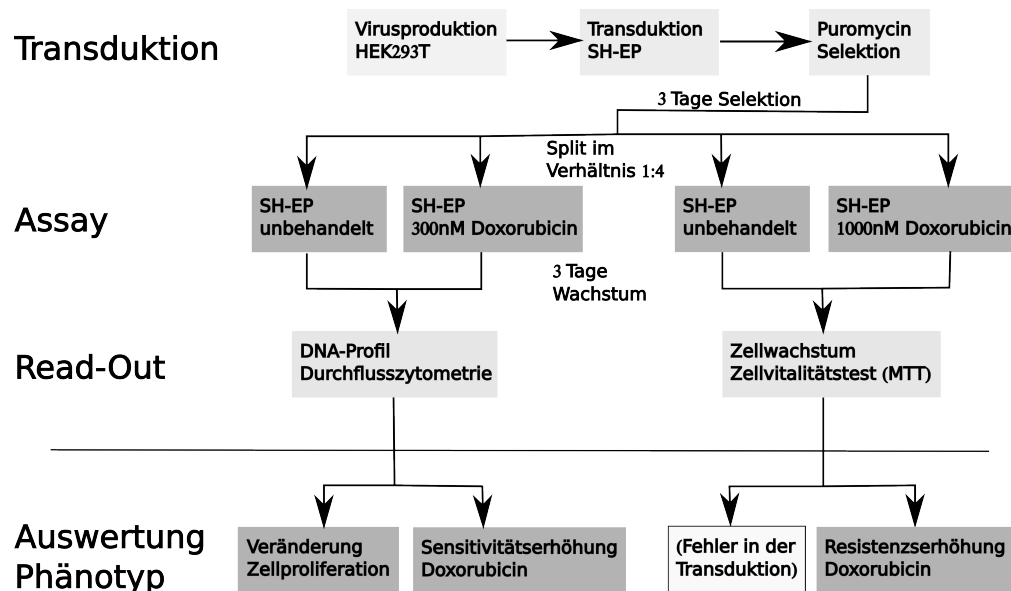 Transduktion
Virusproduktion
HEK293T
Transduktion
SH-EP
Puromycin
Selektion
3 Tage Selektion
Split im
Verhältnis 1:4
Assay
SH-EP
unbehandelt
SH-EP
300nM Doxorubicin
SH-EP
unbehandelt
SH-EP
1000nM Doxorubicin
3 Tage
Wachstum
Read-Out
DNA-Profil
Durchflusszytometrie
Zellwachstum
Zellvitalitätstest (MTT)
Auswertung
Phänotyp
Veränderung
Zellproliferation
Sensitivitätserhöhung
Doxorubicin
(Fehler in der
Transduktion)
Resistenzserhöhung
Doxorubicin